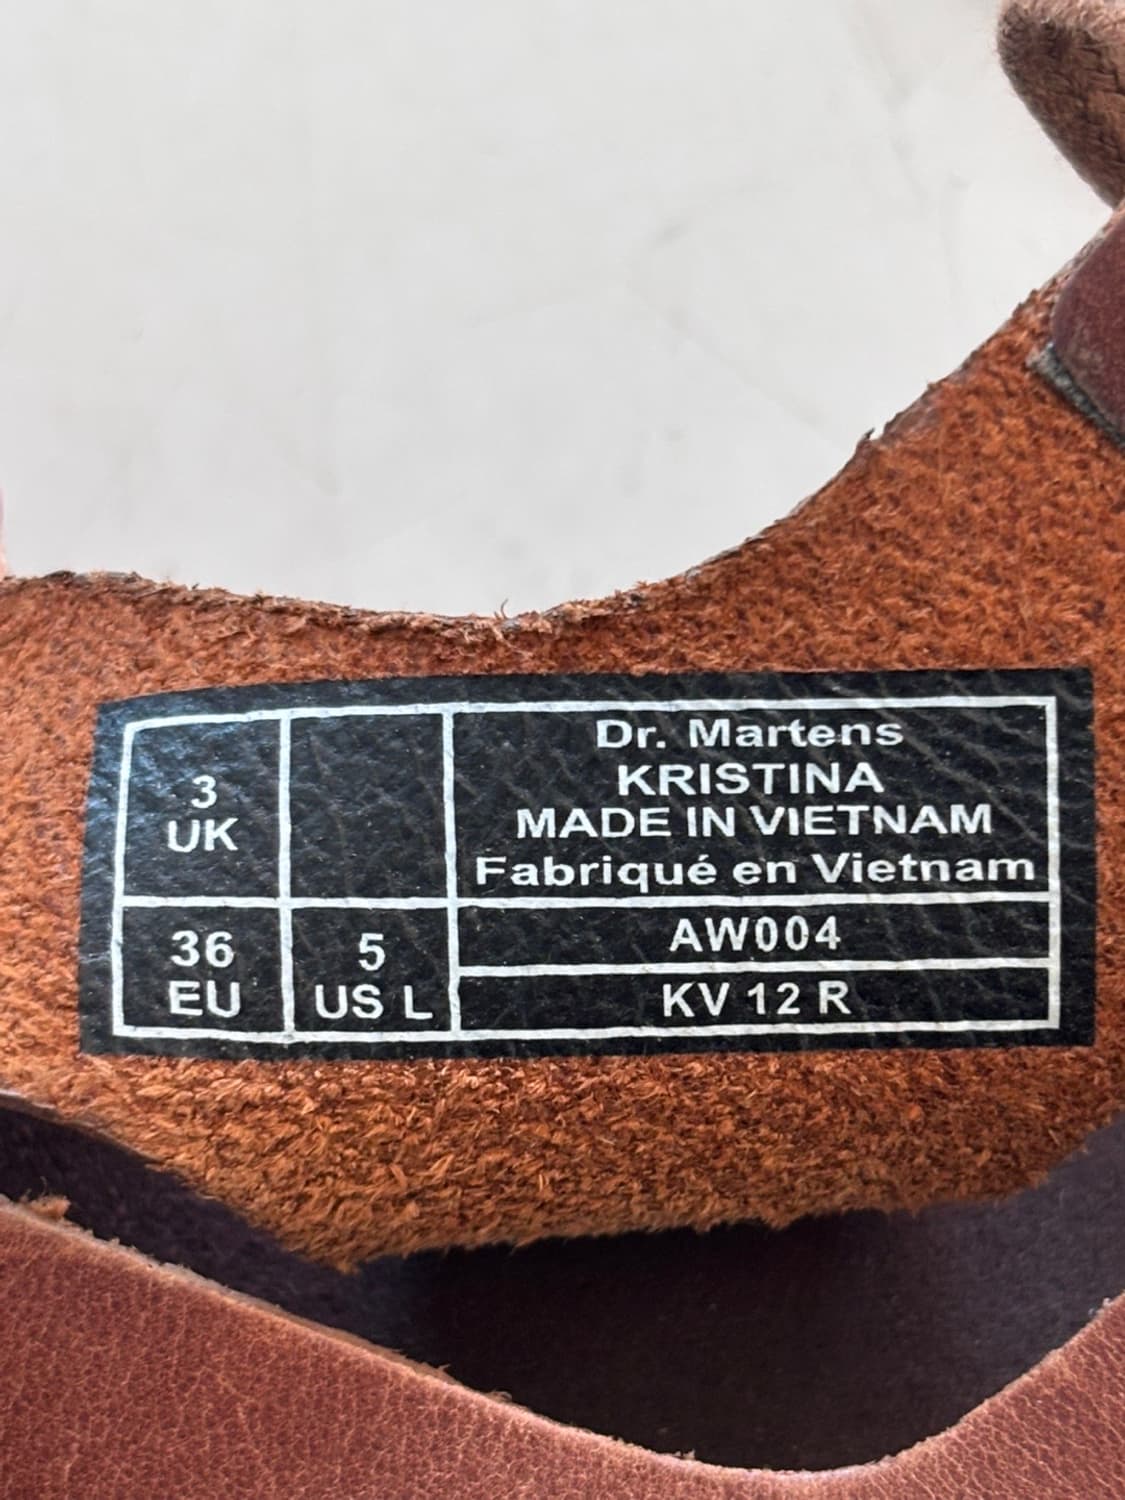 3
UK
36
EU
5
US L
Dr. Martens
KRISTINA
MADE IN VIETNAM
Fabriqué en Vietnam
AW004
KV 12 R